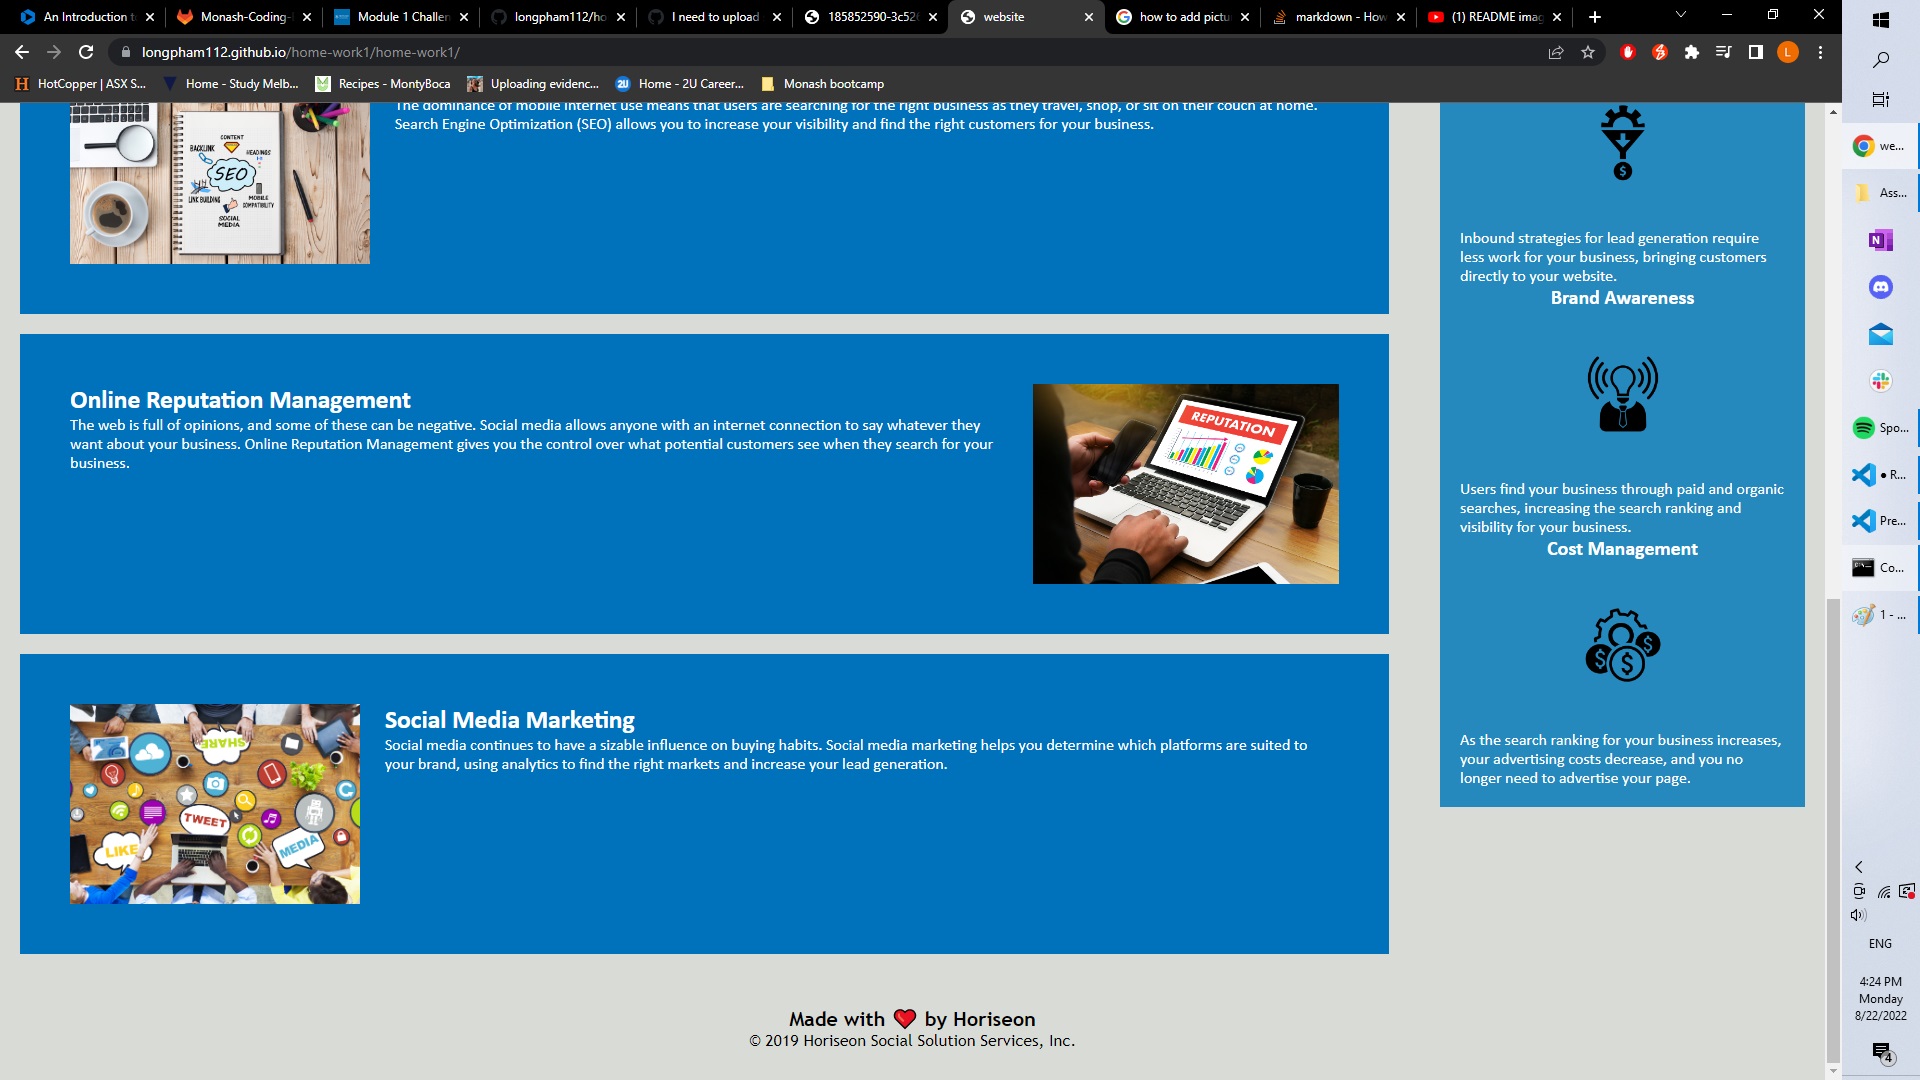 An Introduction t
Monash-Coding-
Module 1 Challen
longpham112/ho
I need to upload
185852590-3c52
website
how to add pictu
markdown - How
(1) README imag
longpham112.github.io/home-work1/home-work1/
L
HotCopper | ASX S...
Home - Study Melb...
Recipes - MontyBoca
Uploading evidenc...
2U
Home - 2U Career...
Monash bootcamp
The dominance of mobile internet use means that users are searching for the right business as they travel, shop, or sit on their couch at home.
Search Engine Optimization (SEO) allows you to increase your visibility and find the right customers for your business.
CONTENT
BACKLINK
HEADINGS
SEO
LINK BUILDING
MOBILE
COMPATIBILITY
SOCIAL
MEDIA
Online Reputation Management
The web is full of opinions, and some of these can be negative. Social media allows anyone with an internet connection to say whatever they
want about your business. Online Reputation Management gives you the control over what potential customers see when they search for your
business.
REPUTATION
Social Media Marketing
Social media continues to have a sizable influence on buying habits. Social media marketing helps you determine which platforms are suited to
your brand, using analytics to find the right markets and increase your lead generation.
SHARE
TWEET
LIKE
MEDIA
Inbound strategies for lead generation require
less work for your business, bringing customers
directly to your website.
Brand Awareness
Users find your business through paid and organic
searches, increasing the search ranking and
visibility for your business.
Cost Management
As the search ranking for your business increases,
your advertising costs decrease, and you no
longer need to advertise your page.
Made with ❤️ by Horiseon
© 2019 Horiseon Social Solution Services, Inc.
we...
Ass...
N
Spo...
● R...
Pre...
Co...
1 - ...
ENG
4:24 PM
Monday
8/22/2022
4